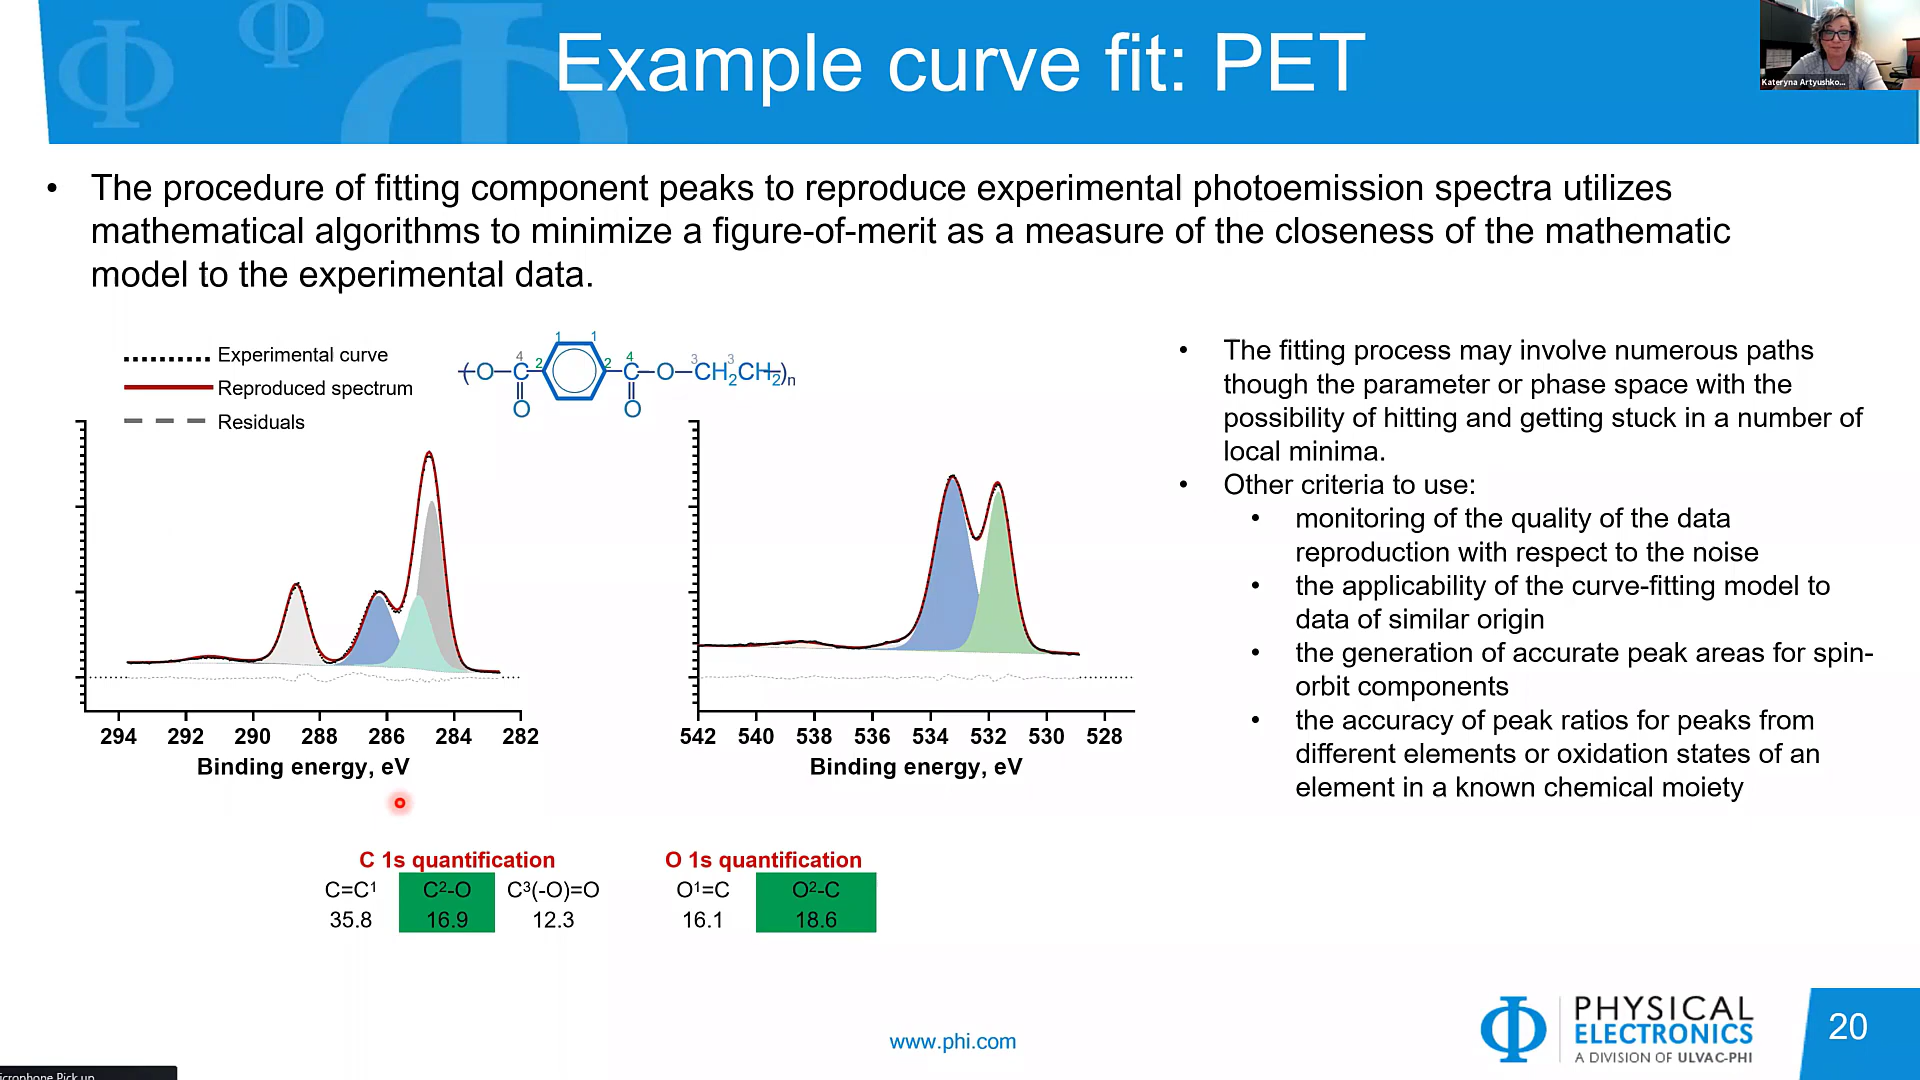 Example curve fit: PET
Kateryna Artyushko...
• The procedure of fitting component peaks to reproduce experimental photoemission spectra utilizes
mathematical algorithms to minimize a figure-of-merit as a measure of the closeness of the mathematic
model to the experimental data.
Experimental curve
Reproduced spectrum
Residuals
1 1
4 2 2 4 3 3
(O–C C–O–CH₂CH₂)n
O O
294 292 290 288 286 284 282
Binding energy, eV
542 540 538 536 534 532 530 528
Binding energy, eV
• The fitting process may involve numerous paths
though the parameter or phase space with the
possibility of hitting and getting stuck in a number of
local minima.
• Other criteria to use:
• monitoring of the quality of the data
reproduction with respect to the noise
• the applicability of the curve-fitting model to
data of similar origin
• the generation of accurate peak areas for spin-
orbit components
• the accuracy of peak ratios for peaks from
different elements or oxidation states of an
element in a known chemical moiety
C 1s quantification
C=C¹ C²-O C³(-O)=O
35.8 16.9 12.3
O 1s quantification
O¹=C O²-C
16.1 18.6
www.phi.com
PHYSICAL
ELECTRONICS
A DIVISION OF ULVAC-PHI
20